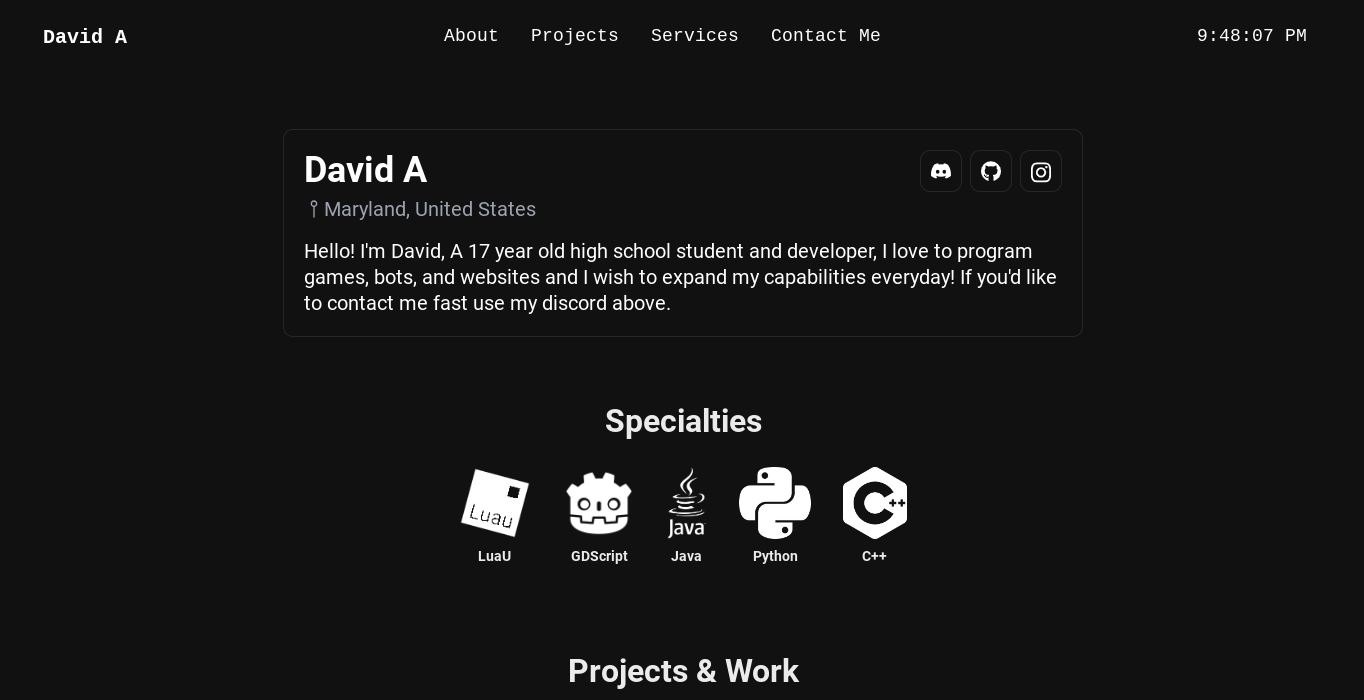 David A
About Projects Services Contact Me
9:48:07 PM
David A
Maryland, United States
Hello! I'm David, A 17 year old high school student and developer, I love to program
games, bots, and websites and I wish to expand my capabilities everyday! If you'd like
to contact me fast use my discord above.
Specialties
Luau
Java
C++
LuaU GDScript Java Python C++
Projects & Work